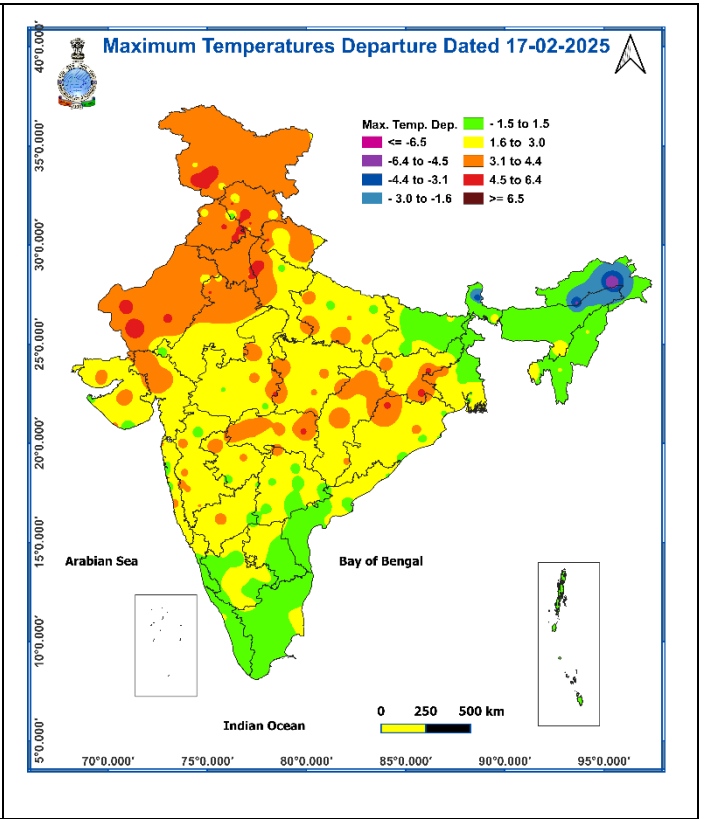 Maximum Temperatures Departure Dated 17-02-2025
Max. Temp. Dep.
<= -6.5
-6.4 to -4.5
-4.4 to -3.1
- 3.0 to -1.6
- 1.5 to 1.5
1.6 to 3.0
3.1 to 4.4
4.5 to 6.4
>= 6.5
40°0.000'
35°0.000'
30°0.000'
25°0.000'
20°0.000'
15°0.000'
10°0.000'
5°0.000'
Arabian Sea
Bay of Bengal
Indian Ocean
0 250 500 km
70°0.000' 75°0.000' 80°0.000' 85°0.000' 90°0.000' 95°0.000'